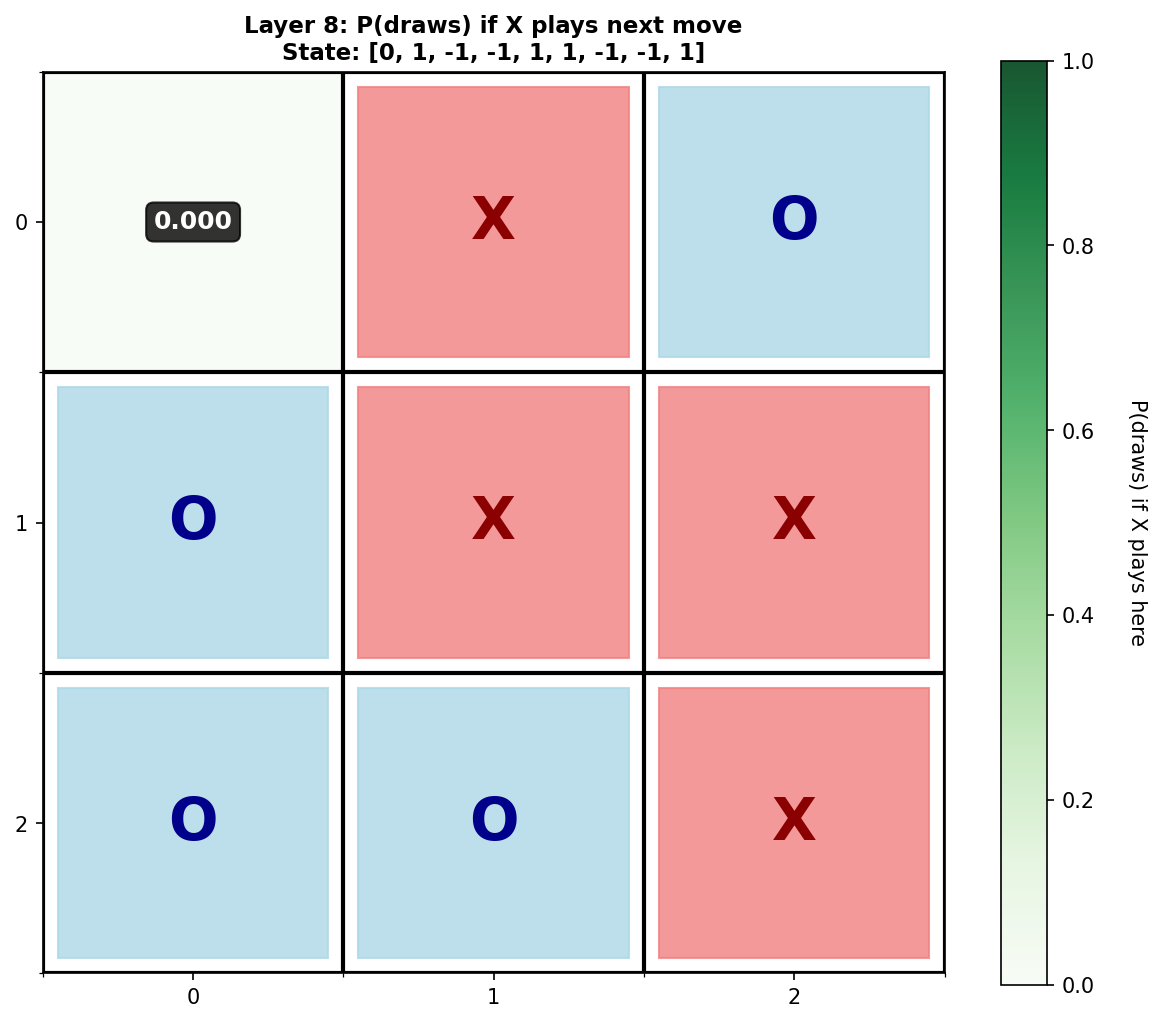 Layer 8: P(draws) if X plays next move
State: [0, 1, -1, -1, 1, 1, -1, -1, 1]
0.000
X
O
O
X
X
O
O
X
0
1
2
0
1
2
1.0
0.8
0.6
0.4
0.2
0.0
P(draws) if X plays here